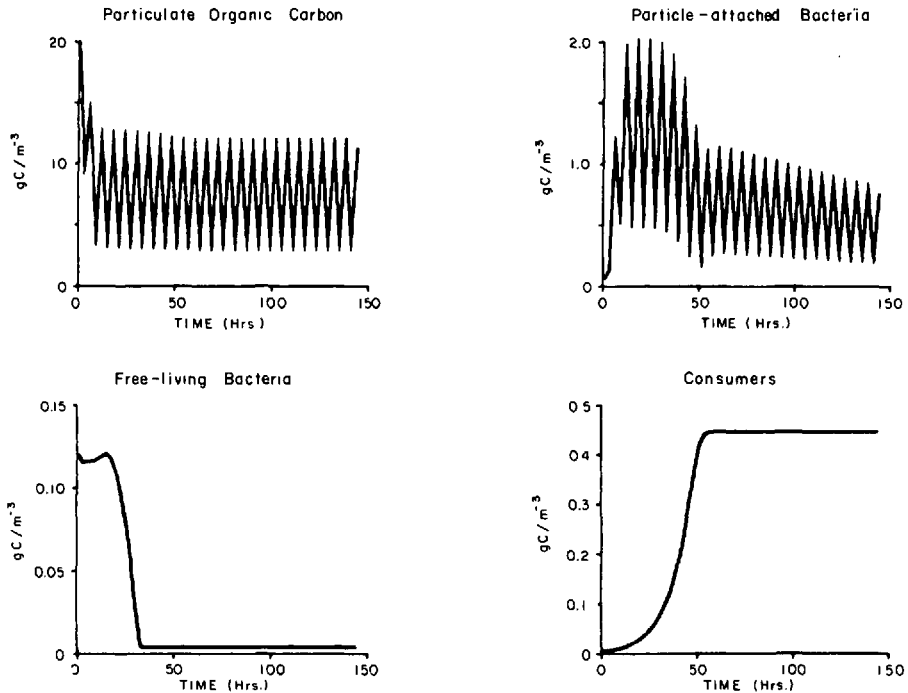 Particulate Organic Carbon
20
10
0
gC/m⁻³
0 50 100 150
TIME (Hrs.)
Particle-attached Bacteria
2.0
1.0
0
gC/m⁻³
0 50 100 150
TIME (Hrs.)
Free-living Bacteria
0.15
0.10
0.05
0
gC/m⁻³
0 50 100 150
TIME (Hrs.)
Consumers
0.5
0.4
0.3
0.2
0.1
0
gC/m⁻³
0 50 100 150
TIME (Hrs.)